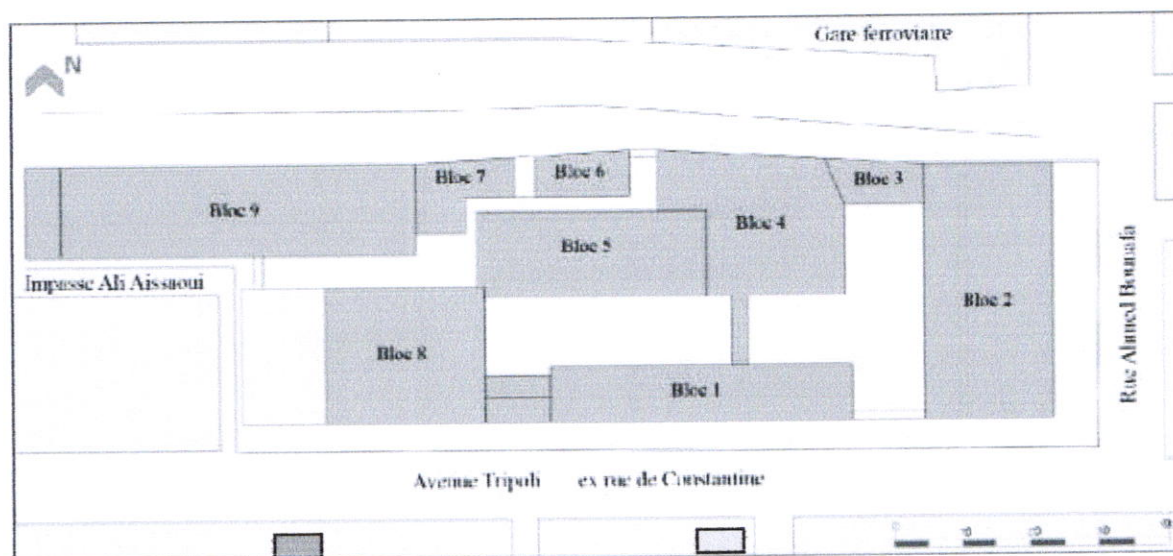 Gare ferroviaire
N
Bloc 7
Bloc 6
Bloc 3
Bloc 9
Bloc 4
Bloc 5
Impasse Ali Aissaoui
Bloc 2
Bloc 8
Bloc 1
Rue Ahmed
Avenue Tripoli ex rue de Constantine